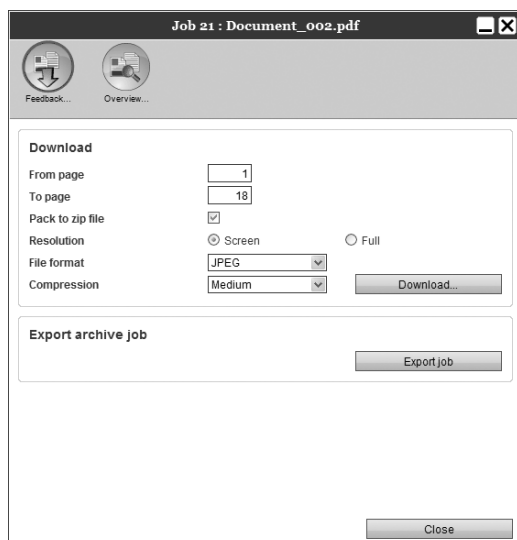 Job 21 : Document_002.pdf
Feedback... Overview...
Download
From page 1
To page 18
Pack to zip file
Resolution Screen Full
File format JPEG
Compression Medium Download...
Export archive job
Export job
Close